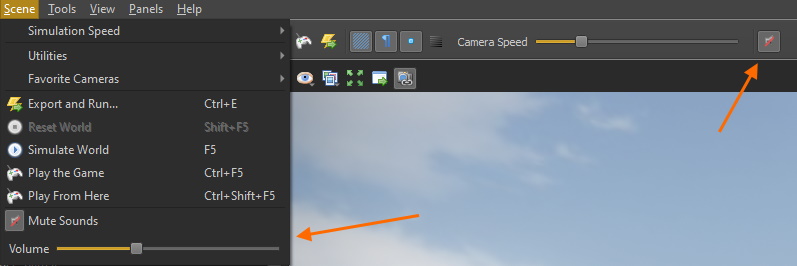 Scene Tools View Panels Help
Simulation Speed
Utilities
Favorite Cameras
Export and Run... Ctrl+E
Reset World Shift+F5
Simulate World F5
Play the Game Ctrl+F5
Play From Here Ctrl+Shift+F5
Mute Sounds
Volume
Camera Speed